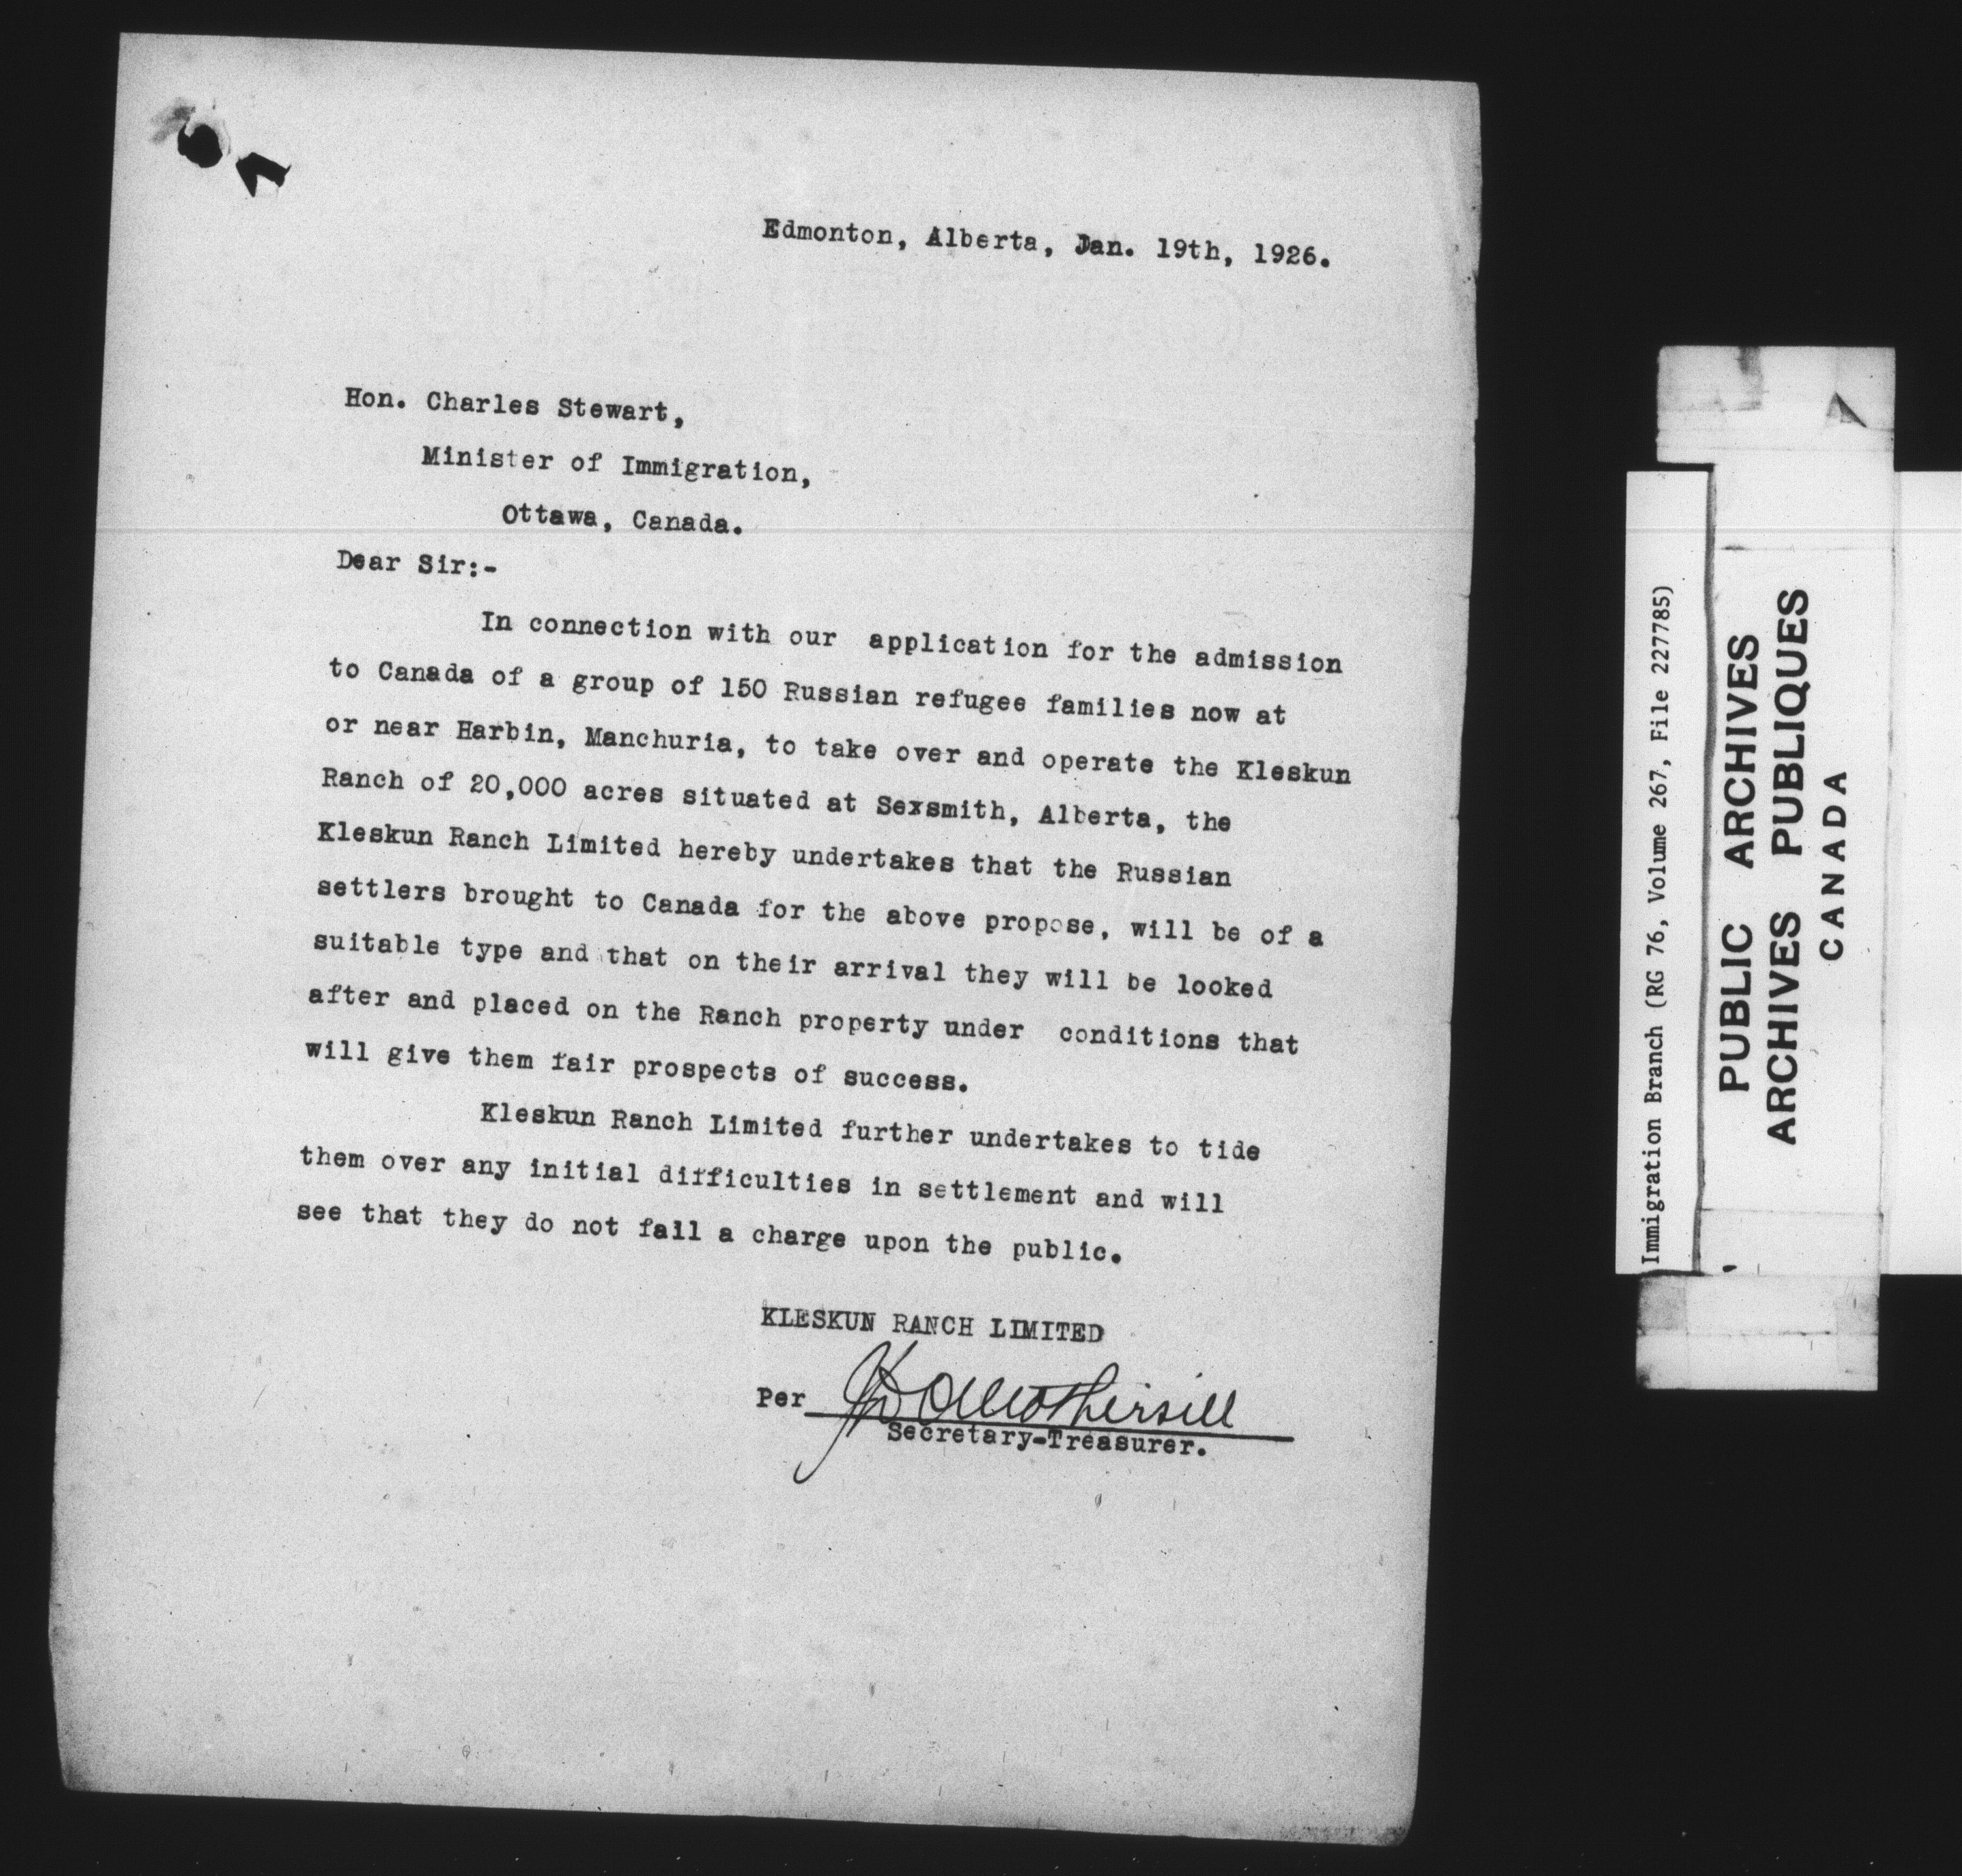 Edmonton, Alberta, Jan. 19th, 1926.
Hon. Charles Stewart,
Minister of Immigration,
Ottawa, Canada.
Dear Sir:-
In connection with our application for the admission
to Canada of a group of 150 Russian refugee families now at
or near Harbin, Manchuria, to take over and operate the Kleskun
Ranch of 20,000 acres situated at Sexsmith, Alberta, the
Kleskun Ranch Limited hereby undertakes that the Russian
settlers brought to Canada for the above propose, will be of a
suitable type and that on their arrival they will be looked
after and placed on the Ranch property under conditions that
will give them fair prospects of success.
Kleskun Ranch Limited further undertakes to tide
them over any initial difficulties in settlement and will
see that they do not fall a charge upon the public.
KLESKUN RANCH LIMITED
Per Mothersill
Secretary-Treasurer.
Immigration Branch (RG 76, Volume 267, File 227785)
PUBLIC ARCHIVES
ARCHIVES PUBLIQUES
CANADA